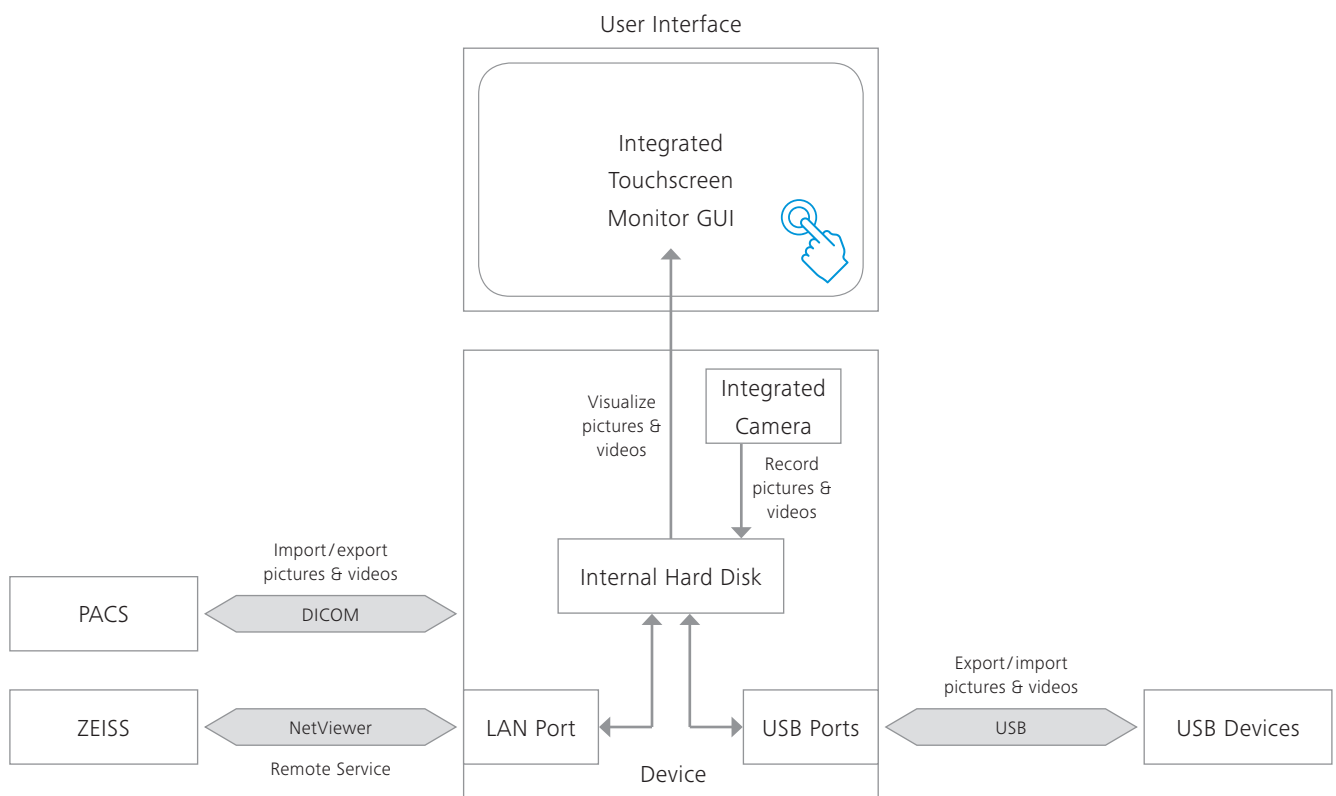 User Interface
Integrated
Touchscreen
Monitor GUI
Integrated
Camera
Visualize
pictures &
videos
Record
pictures &
videos
Import/export
pictures & videos
Internal Hard Disk
PACS
DICOM
Export/import
pictures & videos
ZEISS
NetViewer
LAN Port
USB Ports
USB
USB Devices
Remote Service
Device